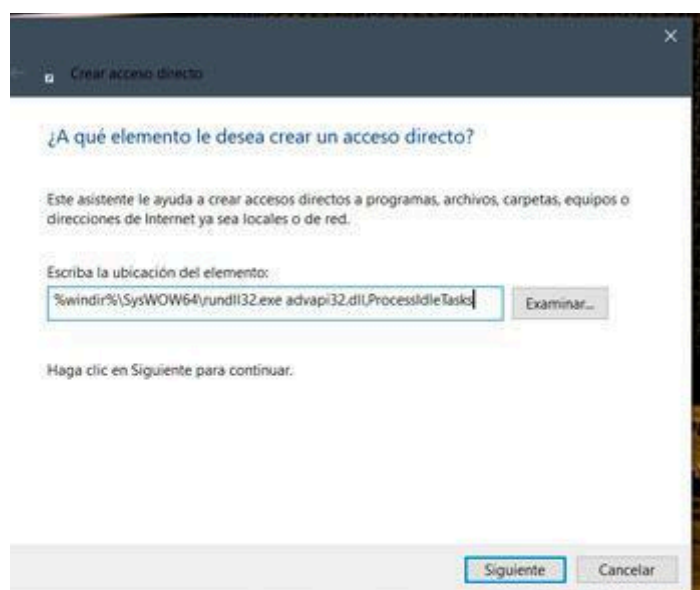 Crear acceso directo
¿A qué elemento le desea crear un acceso directo?
Este asistente le ayuda a crear accesos directos a programas, archivos, carpetas, equipos o
direcciones de Internet ya sea locales o de red.
Escriba la ubicación del elemento:
%windir%\SysWOW64\rundll32.exe advapi32.dll,ProcessIdleTasks
Examinar...
Haga clic en Siguiente para continuar.
Siguiente
Cancelar